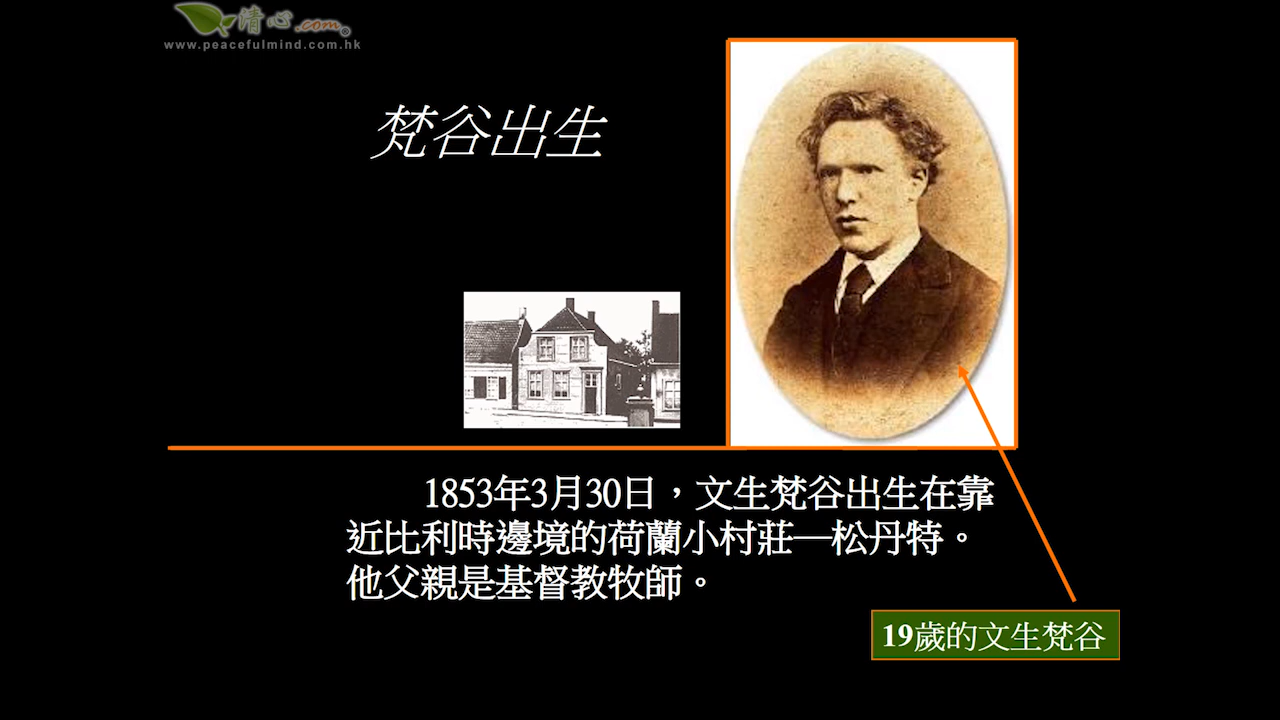 清心.com
www.peacefulmind.com.hk
梵谷出生
1853年3月30日，文生梵谷出生在靠
近比利時邊境的荷蘭小村莊—松丹特。
他父親是基督教牧師。
19歲的文生梵谷